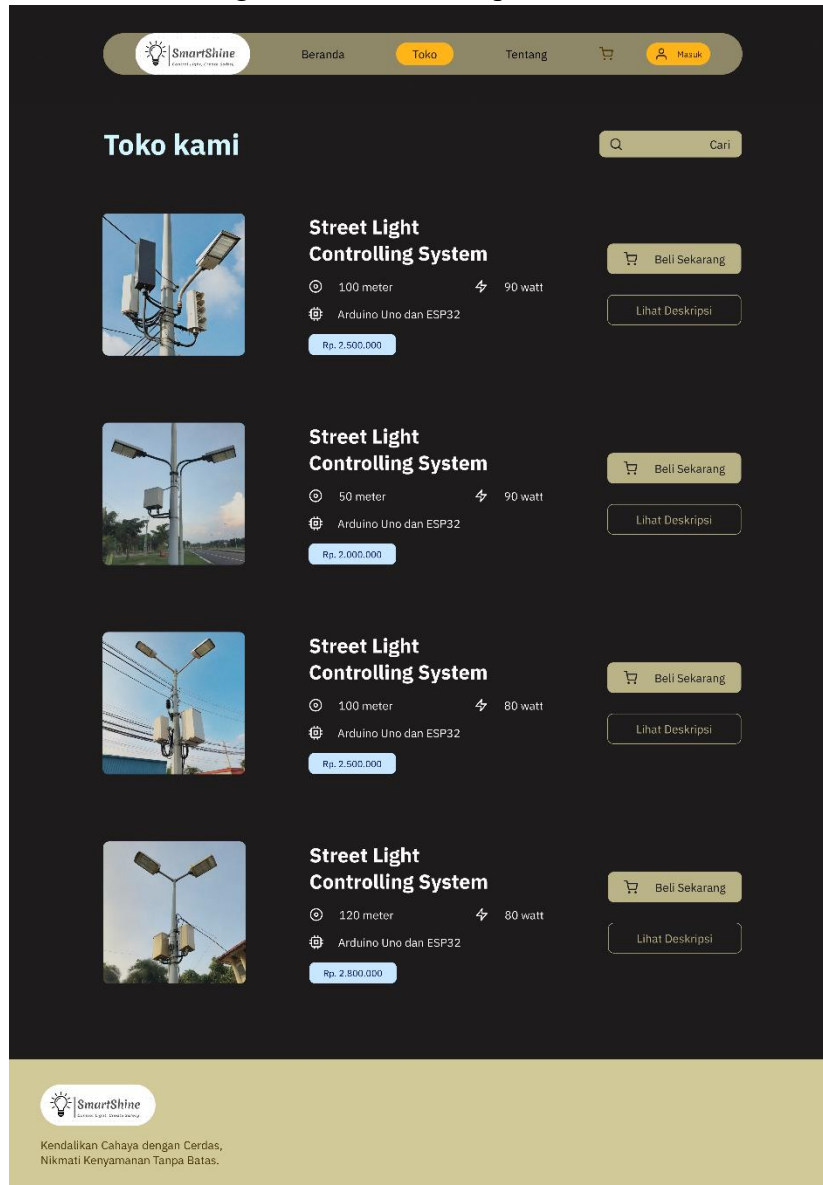 SmartShine
Beranda
Toko
Tentang
Masuk
Toko kami
Cari
Street Light
Controlling System
100 meter
90 watt
Arduino Uno dan ESP32
Rp. 2.500.000
Beli Sekarang
Lihat Deskripsi
Street Light
Controlling System
50 meter
90 watt
Arduino Uno dan ESP32
Rp. 2.000.000
Beli Sekarang
Lihat Deskripsi
Street Light
Controlling System
100 meter
80 watt
Arduino Uno dan ESP32
Rp. 2.500.000
Beli Sekarang
Lihat Deskripsi
Street Light
Controlling System
120 meter
80 watt
Arduino Uno dan ESP32
Rp. 2.800.000
Beli Sekarang
Lihat Deskripsi
SmartShine
Kendalikan Cahaya dengan Cerdas,
Nikmati Kenyamanan Tanpa Batas.